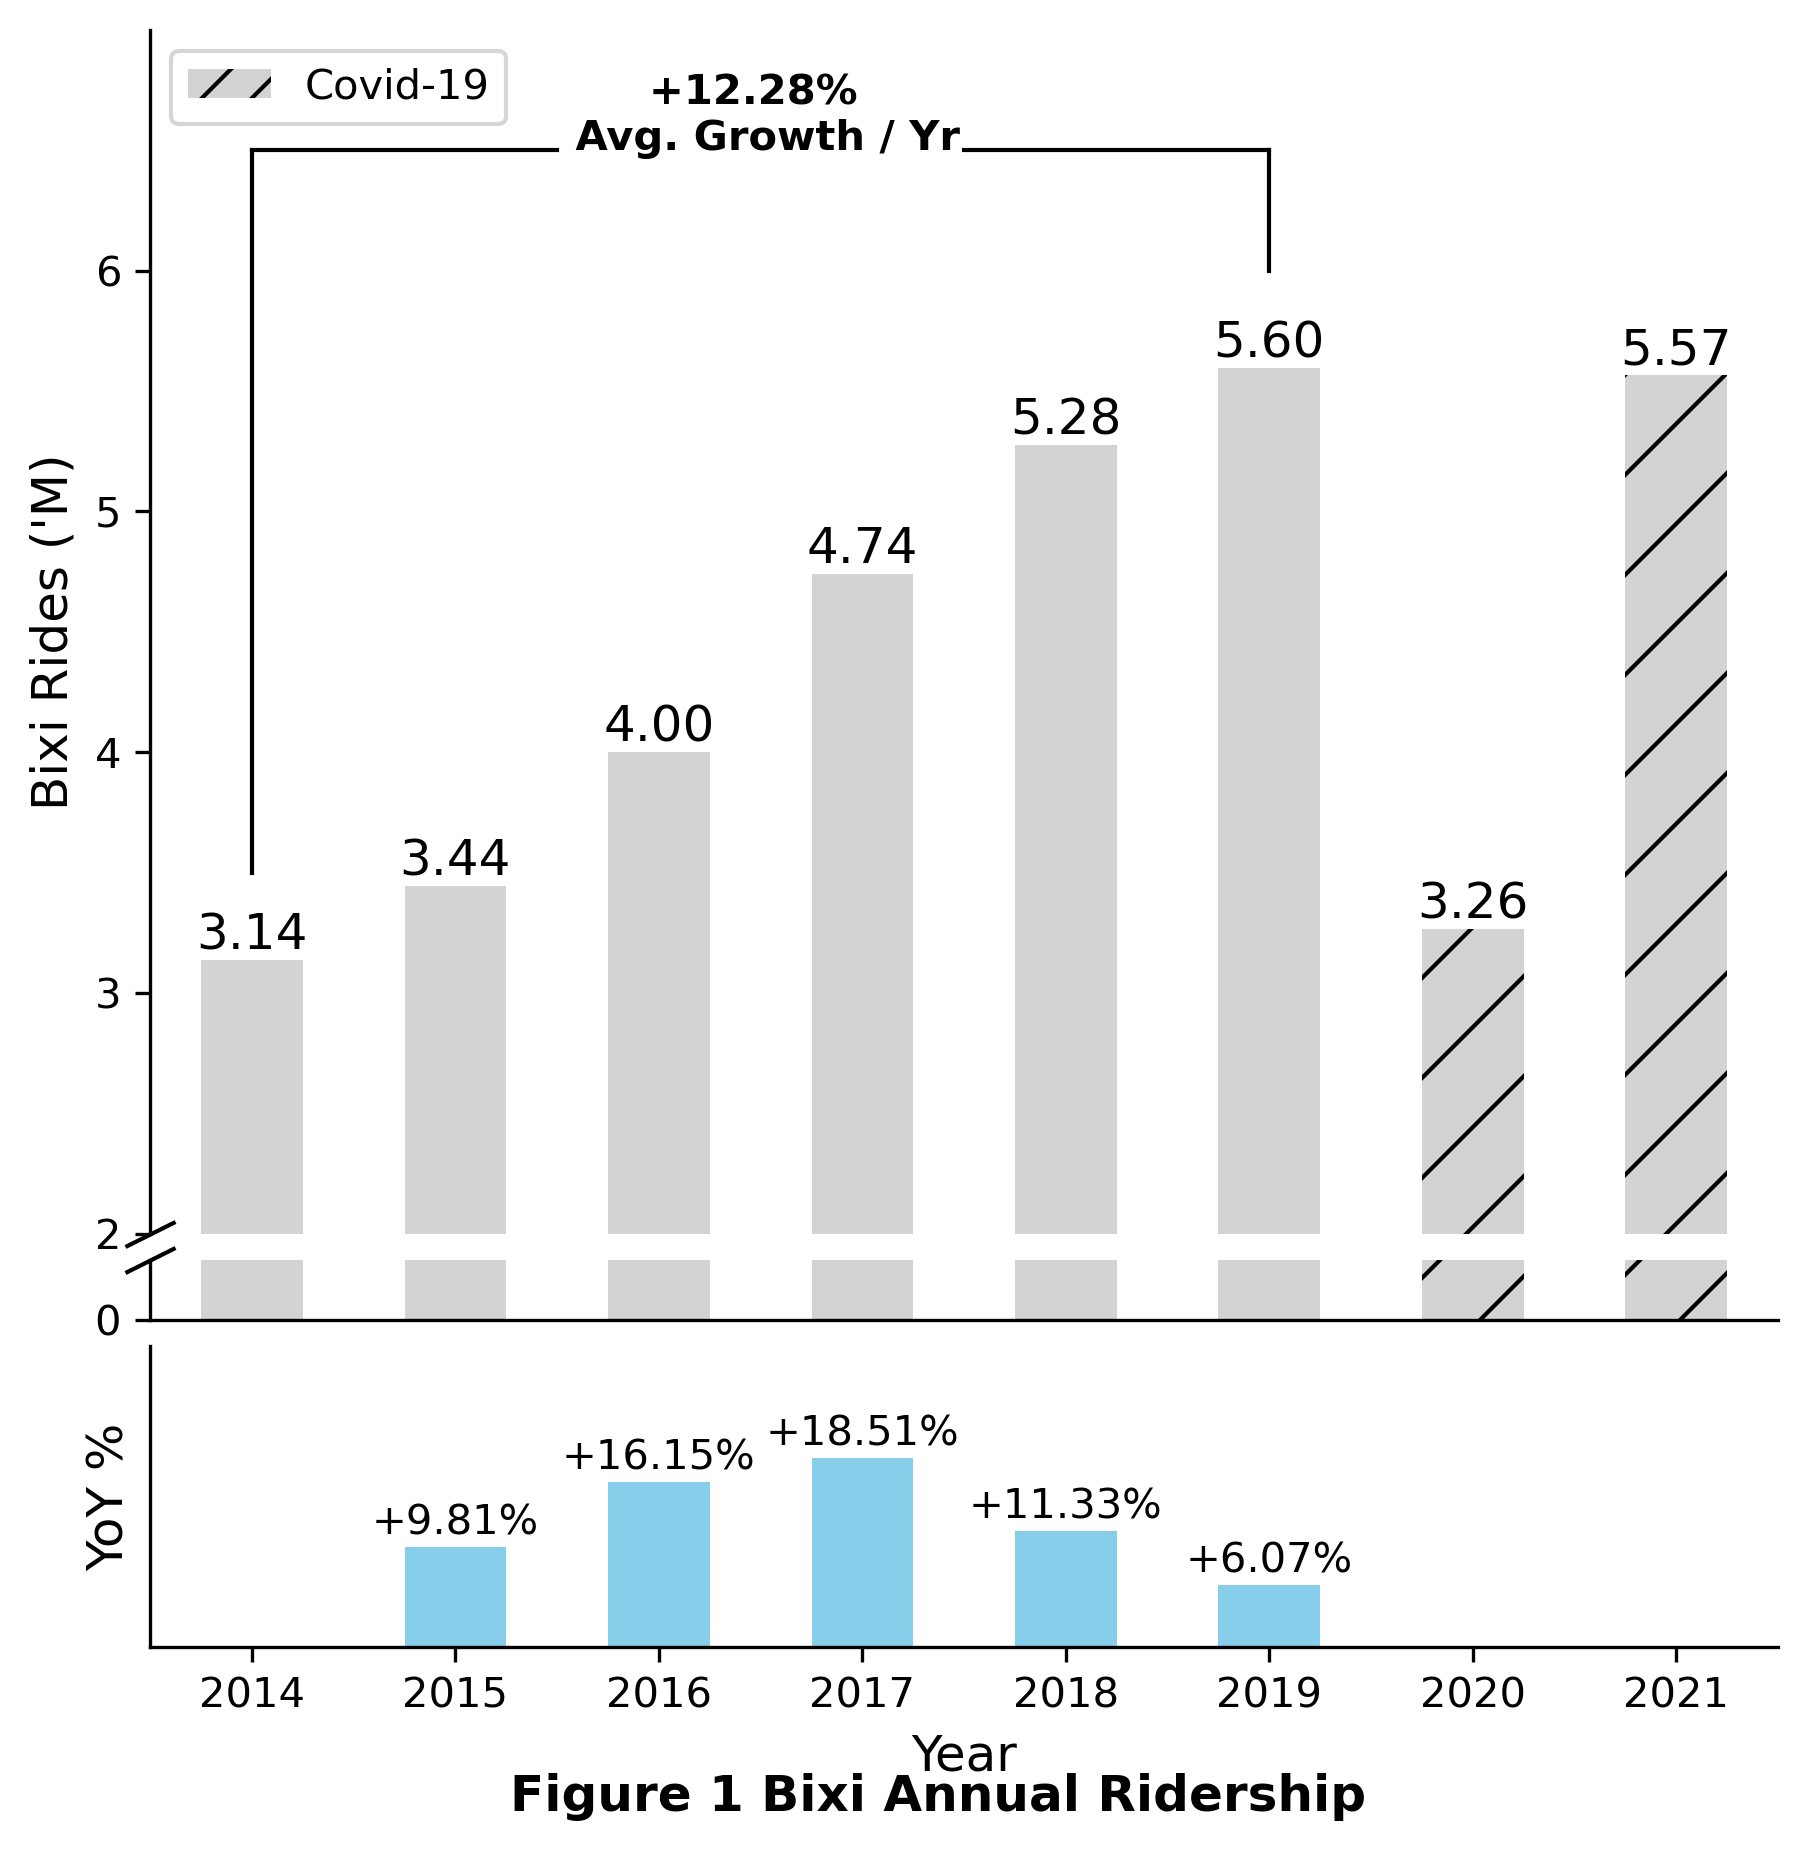 Covid-19
+12.28%
Avg. Growth / Yr
Bixi Rides ('M)
6
5
4
3
2
0
3.14
3.44
4.00
4.74
5.28
5.60
3.26
5.57
YoY %
+9.81%
+16.15%
+18.51%
+11.33%
+6.07%
2014 2015 2016 2017 2018 2019 2020 2021
Year
Figure 1 Bixi Annual Ridership